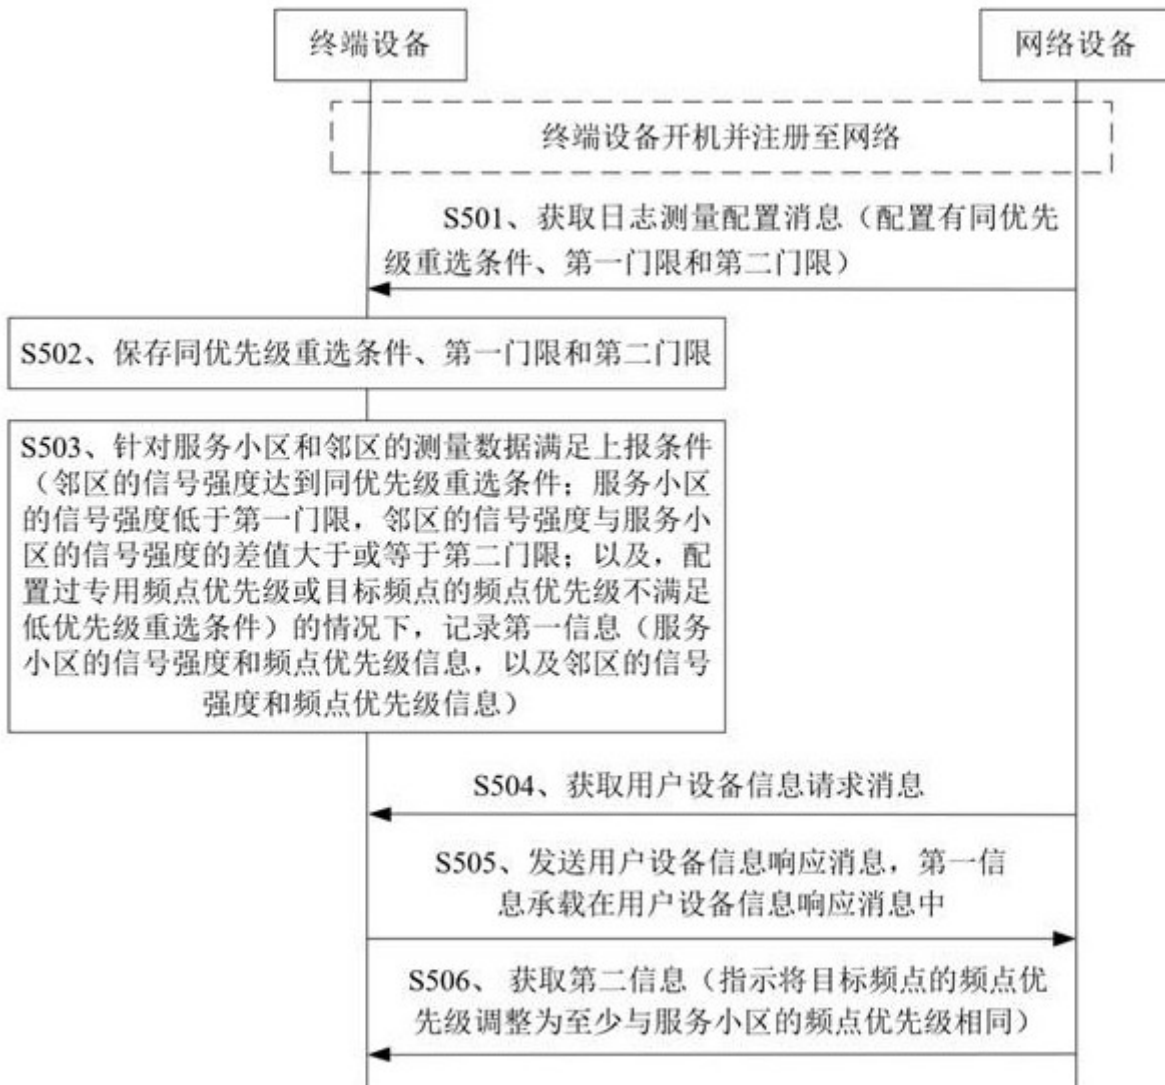 终端设备
网络设备
终端设备开机并注册至网络
S501、获取日志测量配置消息（配置有同优先
级重选条件、第一门限和第二门限）
S502、保存同优先级重选条件、第一门限和第二门限
S503、针对服务小区和邻区的测量数据满足上报条件
（邻区的信号强度达到同优先级重选条件；服务小区
的信号强度低于第一门限，邻区的信号强度与服务小
区的信号强度的差值大于或等于第二门限；以及，配
置过专用频点优先级或目标频点的频点优先级不满足
低优先级重选条件）的情况下，记录第一信息（服务
小区的信号强度和频点优先级信息，以及邻区的信号
强度和频点优先级信息）
S504、获取用户设备信息请求消息
S505、发送用户设备信息响应消息，第一信
息承载在用户设备信息响应消息中
S506、 获取第二信息（指示将目标频点的频点优
先级调整为至少与服务小区的频点优先级相同）